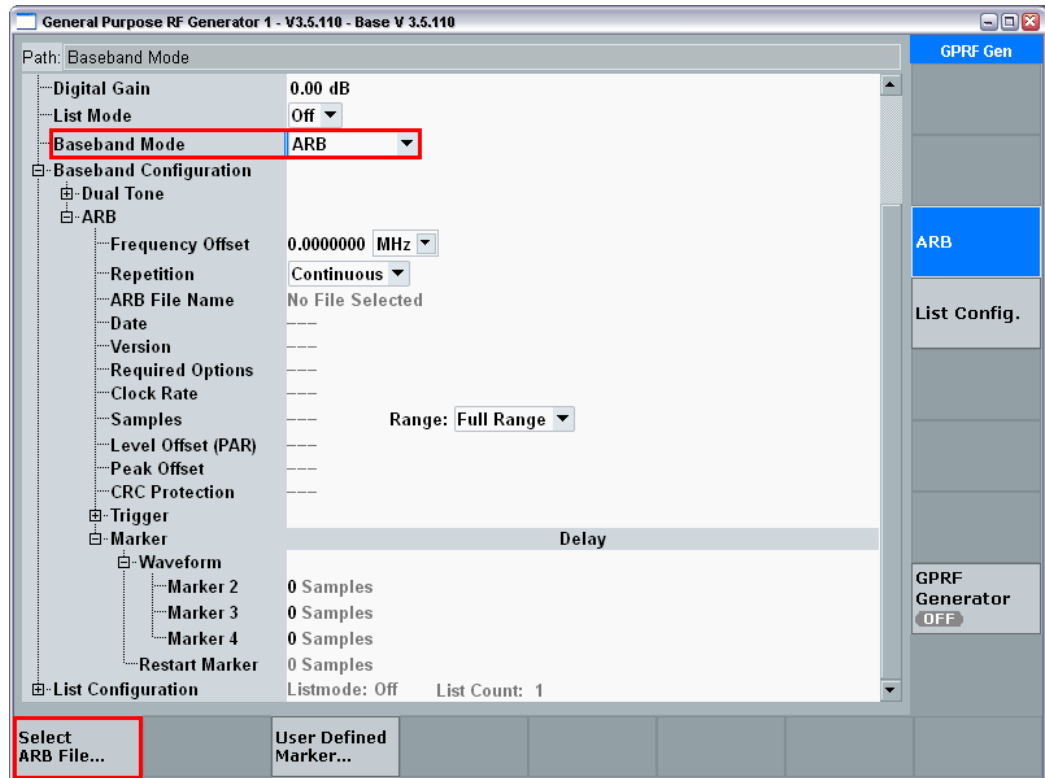 General Purpose RF Generator 1 - V3.5.110 - Base V 3.5.110
Path: Baseband Mode
GPRF Gen
Digital Gain 0.00 dB
List Mode Off
Baseband Mode ARB
Baseband Configuration
Dual Tone
ARB
Frequency Offset 0.0000000 MHz
Repetition Continuous
ARB File Name No File Selected
Date ---
Version ---
Required Options ---
Clock Rate ---
Samples --- Range: Full Range
Level Offset (PAR) ---
Peak Offset ---
CRC Protection ---
Trigger
Marker Delay
Waveform
Marker 2 0 Samples
Marker 3 0 Samples
Marker 4 0 Samples
Restart Marker 0 Samples
List Configuration Listmode: Off List Count: 1
ARB
List Config.
GPRF
Generator
OFF
Select
ARB File...
User Defined
Marker...